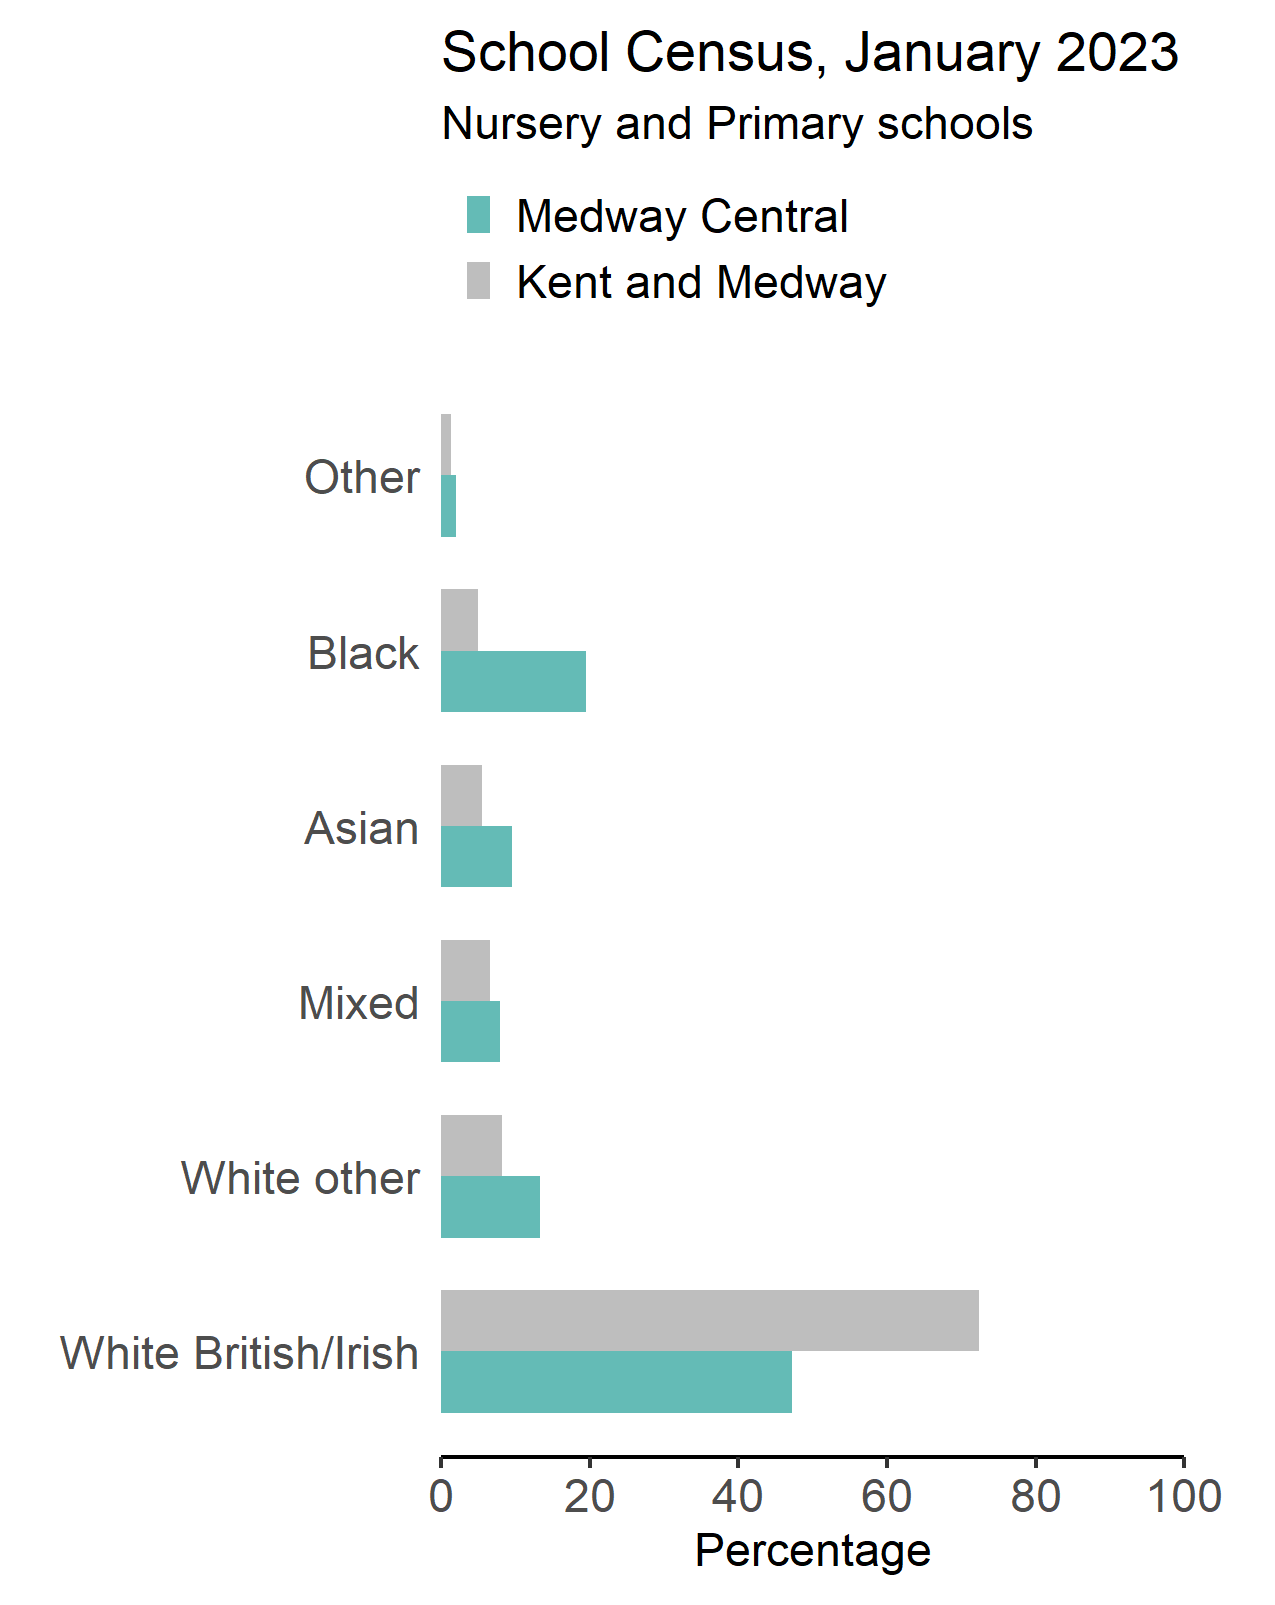 School Census, January 2023
Nursery and Primary schools
Medway Central
Kent and Medway
Other
Black
Asian
Mixed
White other
White British/Irish
0 20 40 60 80 100
Percentage